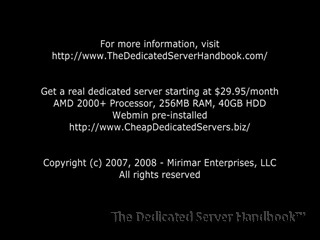 For more information, visit
http://www.TheDedicatedServerHandbook.com/
Get a real dedicated server starting at $29.95/month
AMD 2000+ Processor, 256MB RAM, 40GB HDD
Webmin pre-installed
http://www.CheapDedicatedServers.biz/
Copyright (c) 2007, 2008 - Mirimar Enterprises, LLC
All rights reserved
The Dedicated Server Handbook™